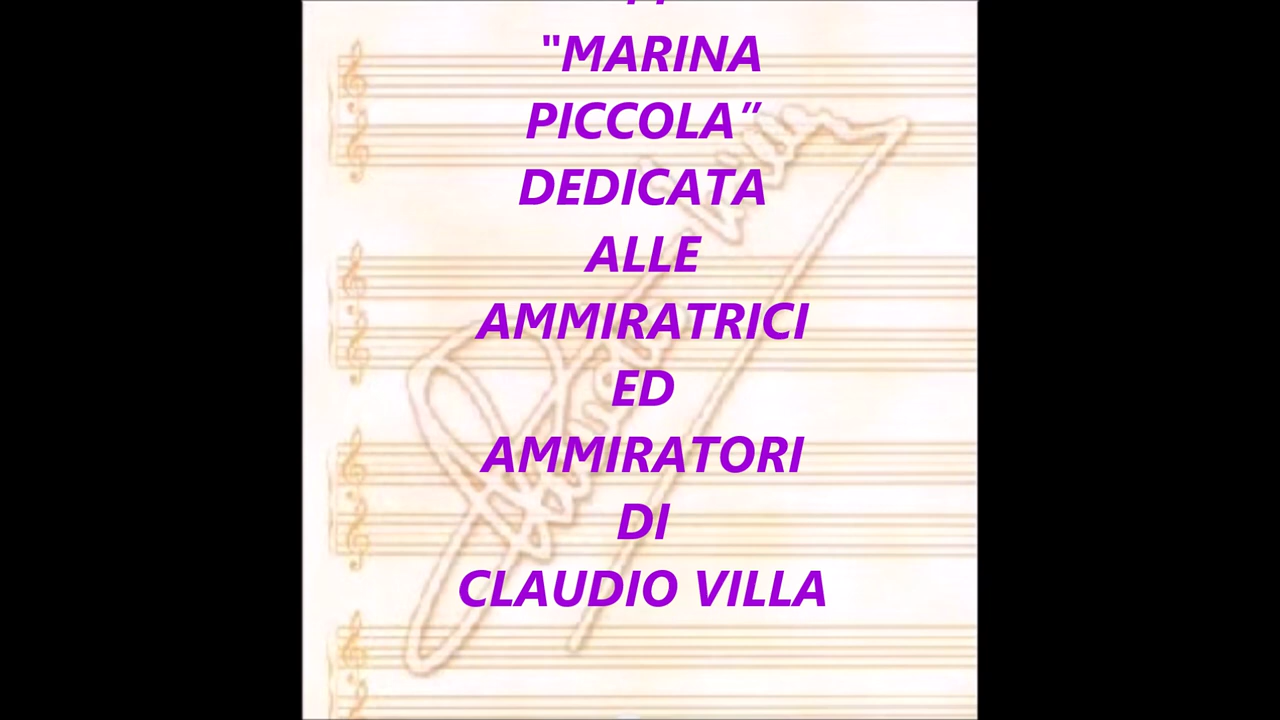 "MARINA
PICCOLA”
DEDICATA
ALLE
AMMIRATRICI
ED
AMMIRATORI
DI
CLAUDIO VILLA